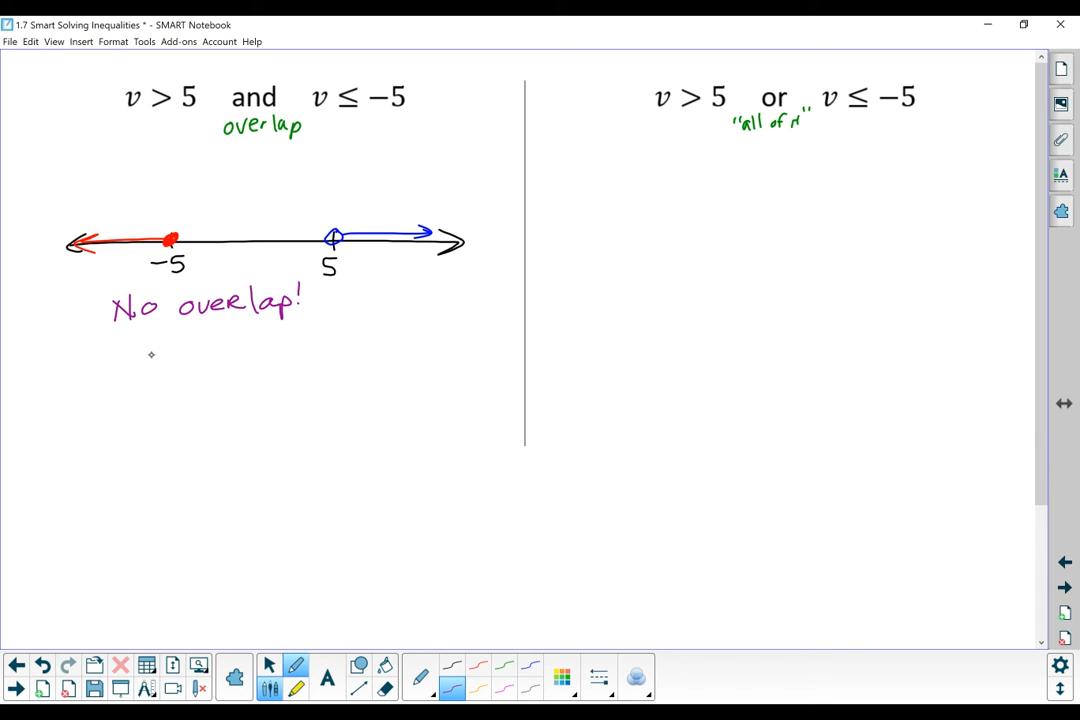 1.7 Smart Solving Inequalities * - SMART Notebook
File Edit View Insert Format Tools Add-ons Account Help
v > 5 and v ≤ −5
overlap
−5 5
No overlap!
v > 5 or v ≤ −5
"all of it"